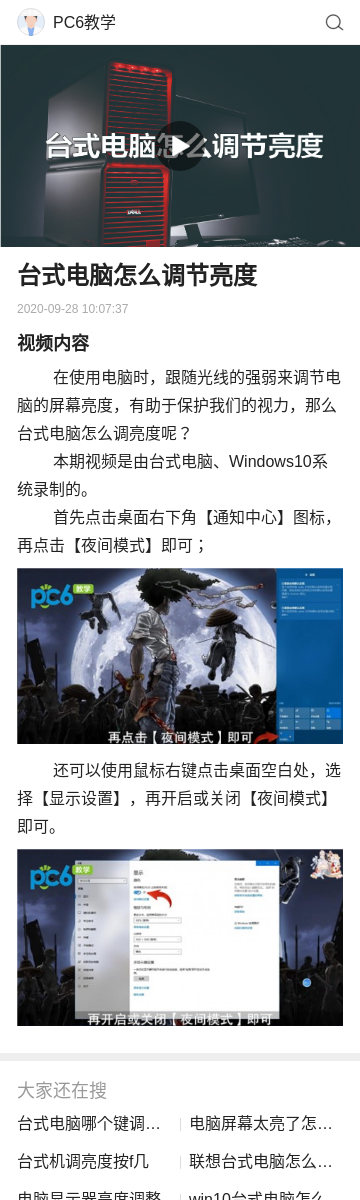 PC6教学
台式电脑怎么调节亮度
DELL
台式电脑怎么调节亮度
2020-09-28 10:07:37
视频内容
在使用电脑时，跟随光线的强弱来调节电
脑的屏幕亮度，有助于保护我们的视力，那么
台式电脑怎么调亮度呢？
本期视频是由台式电脑、Windows10系
统录制的。
首先点击桌面右下角【通知中心】图标，
再点击【夜间模式】即可；
pc6 教学
再点击【夜间模式】即可
还可以使用鼠标右键点击桌面空白处，选
择【显示设置】，再开启或关闭【夜间模式】
即可。
pc6 教学
显示
再开启或关闭【夜间模式】即可
大家还在搜
台式电脑哪个键调…
电脑屏幕太亮了怎…
台式机调亮度按f几
联想台式电脑怎么…
电脑显示器亮度调整
win10台式电脑怎么